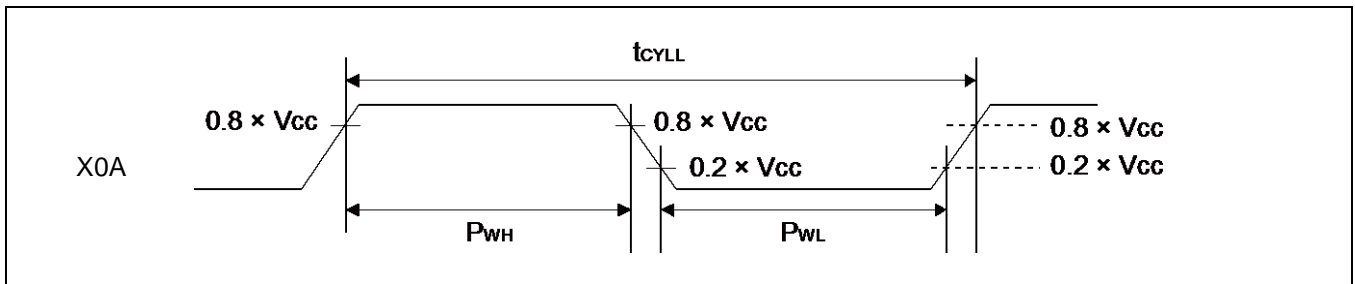 tCYLL
0.8 × Vcc
0.8 × Vcc
0.8 × Vcc
X0A
0.2 × Vcc
0.2 × Vcc
PWH
PWL